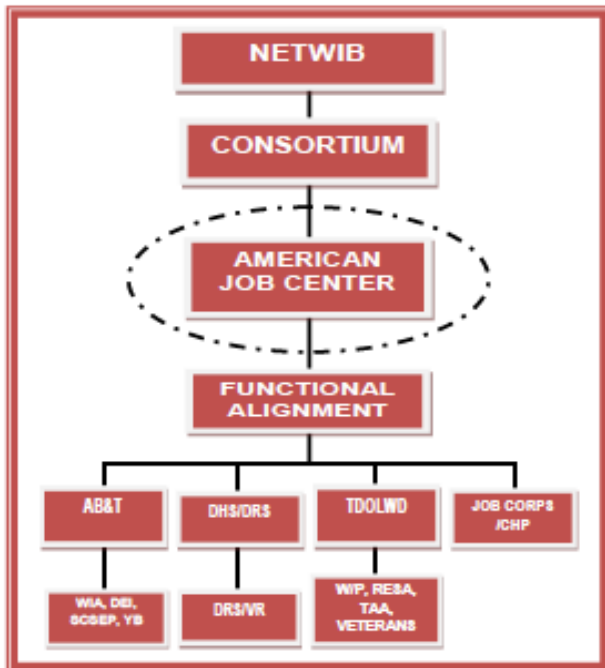 NETWIB
CONSORTIUM
AMERICAN
JOB CENTER
FUNCTIONAL
ALIGNMENT
AB&T
DHS/DRS
TDOLWD
JOB CORPS
/CHP
WIA, DEI,
SCSEP, YB
DRS/VR
W/P, RESA,
TAA,
VETERANS